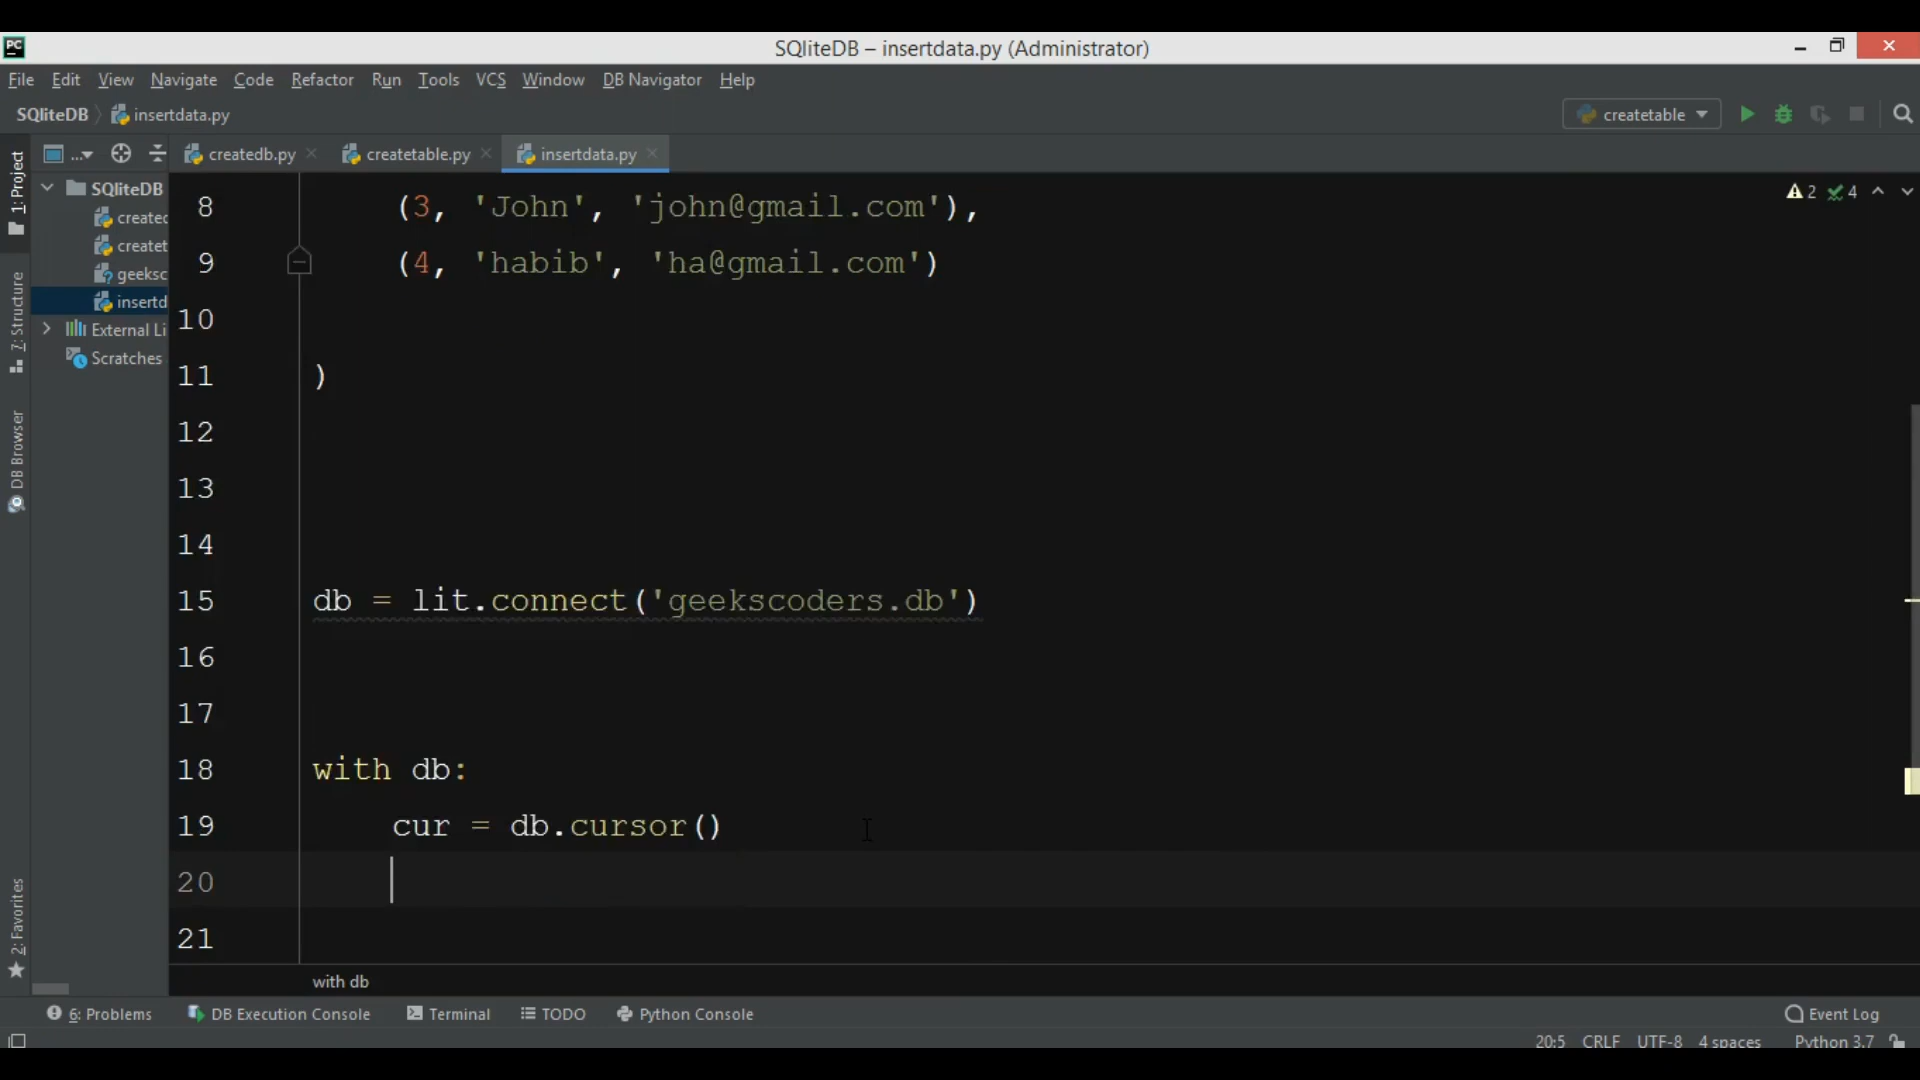 PC
SQliteDB – insertdata.py (Administrator)
File Edit View Navigate Code Refactor Run Tools VCS Window DB Navigator Help
SQliteDB insertdata.py createtable
... createdb.py createtable.py insertdata.py
1: Project
7: Structure
DB Browser
2: Favorites
SQliteDB
created
createt
geeksc
insertd
External Li
Scratches
2 4
8 (3, 'John', 'john@gmail.com'),
9 (4, 'habib', 'ha@gmail.com')
10
11 )
12
13
14
15 db = lit.connect('geekscoders.db')
16
17
18 with db:
19 cur = db.cursor()
20
21
with db
6: Problems DB Execution Console Terminal TODO Python Console Event Log
20:5 CRLF UTF-8 4 spaces Python 3.7